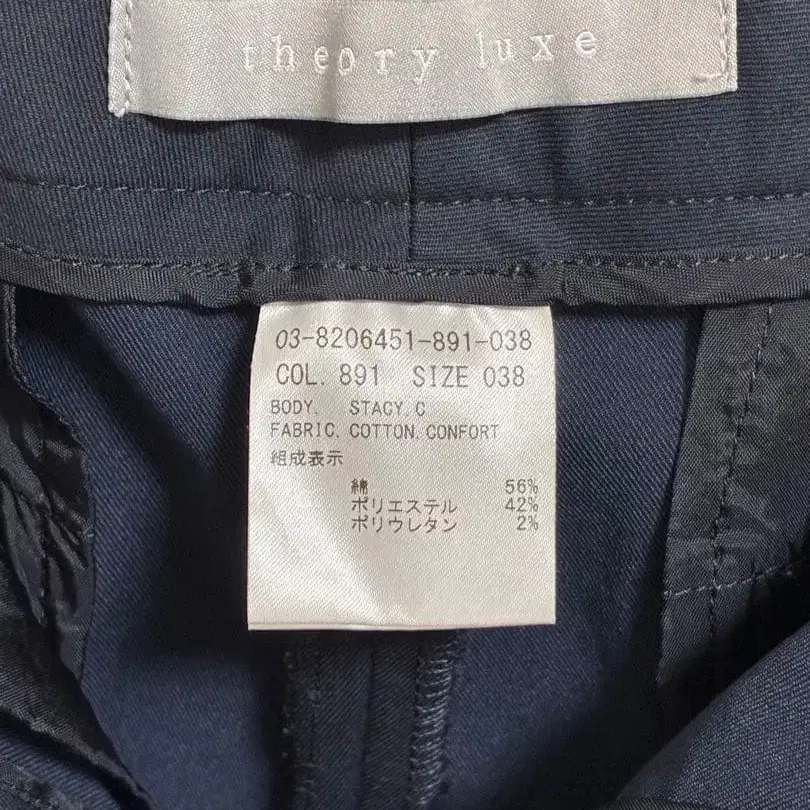 theory luxe
03-8206451-891-038
COL. 891 SIZE 038
BODY. STACY.C
FABRIC. COTTON.CONFORT
組成表示
綿 56%
ポリエステル 42%
ポリウレタン 2%